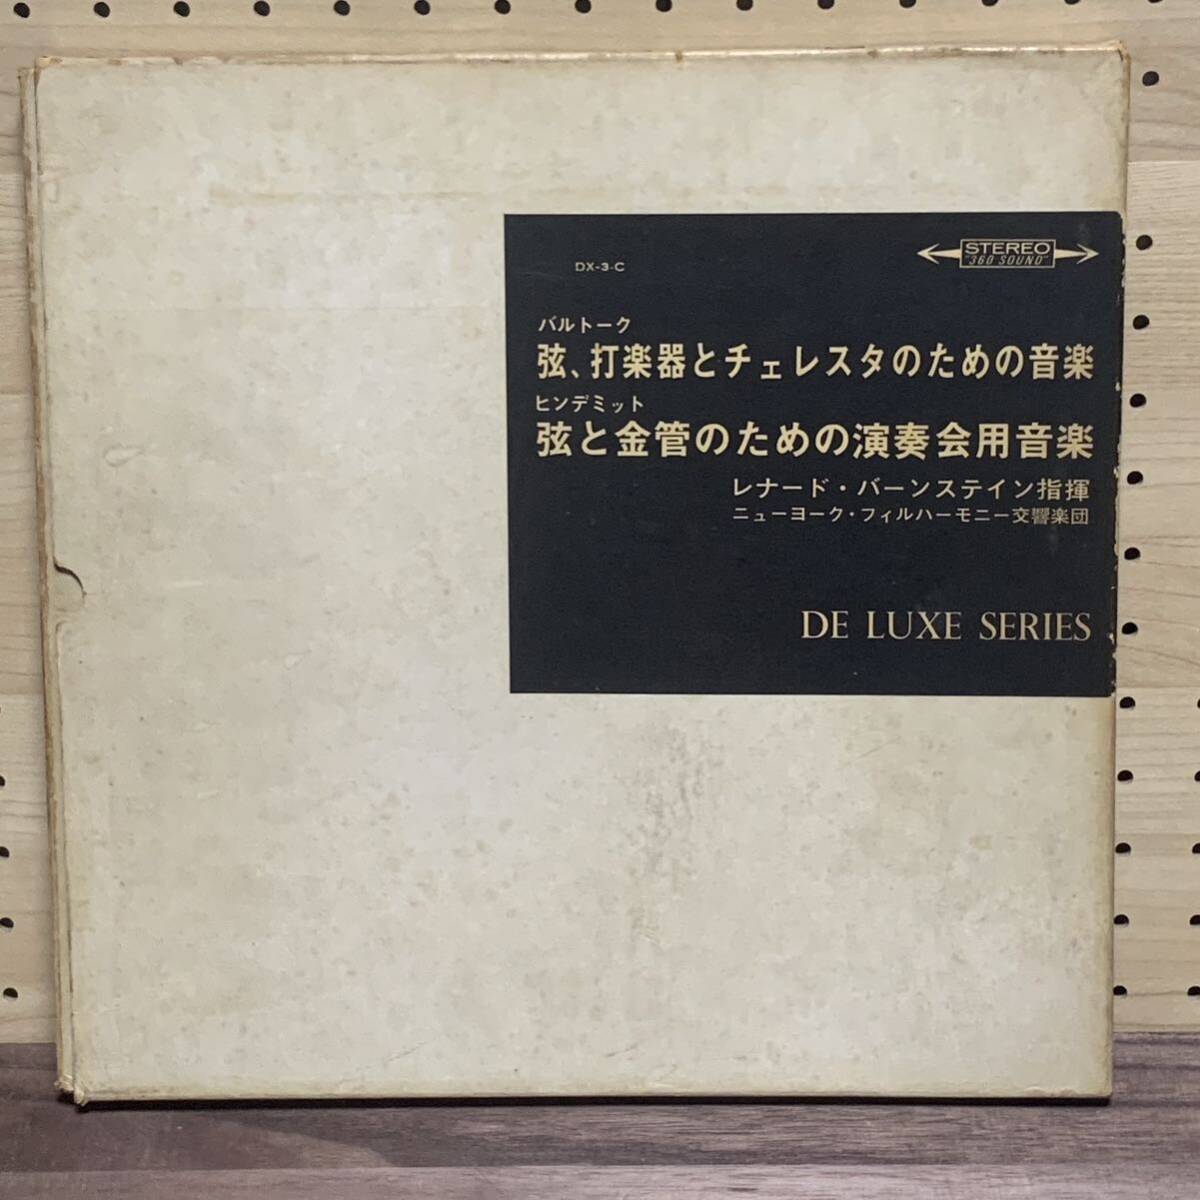 STEREO
"360 SOUND"
DX-3-C
バルトーク
弦、打楽器とチェレスタのための音楽
ヒンデミット
弦と金管のための演奏会用音楽
レナード・バーンステイン指揮
ニューヨーク・フィルハーモニー交響楽団
DE LUXE SERIES